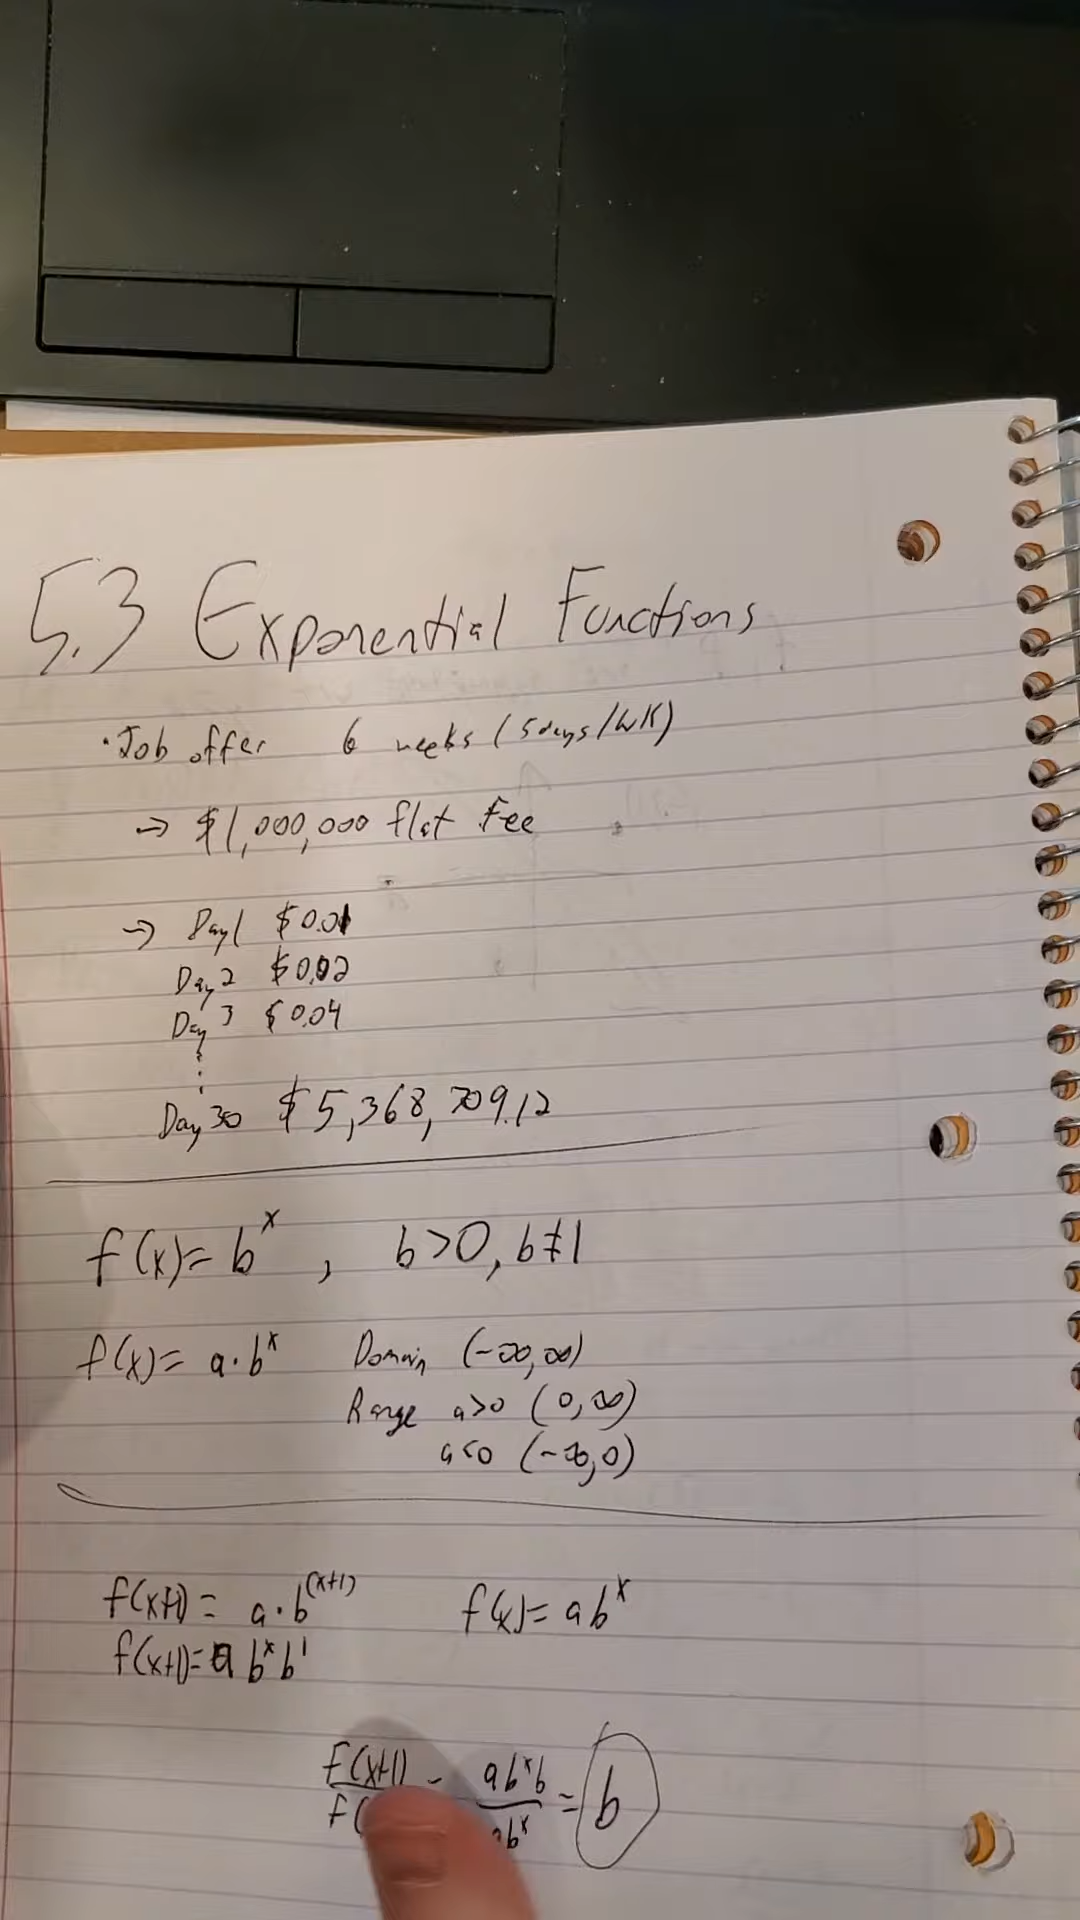 5.3 Exponential Functions
· Job offer 6 weeks (5 days/wk)
→ $1,000,000 flat Fee
→ Day 1 $0.01
Day 2 $0.02
Day 3 $0.04
⋮
Day 30 $5,368,709.12
f(x)= b^x , b>0, b≠1
f(x)= a·b^x Domain (-∞,∞)
Range a>0 (0,∞)
a<0 (-∞,0)
f(x+1) = a·b^(x+1) f(x)= ab^x
f(x+1)= a b^x b^1
f(x+1) = ab^x b = b
f( ab^x